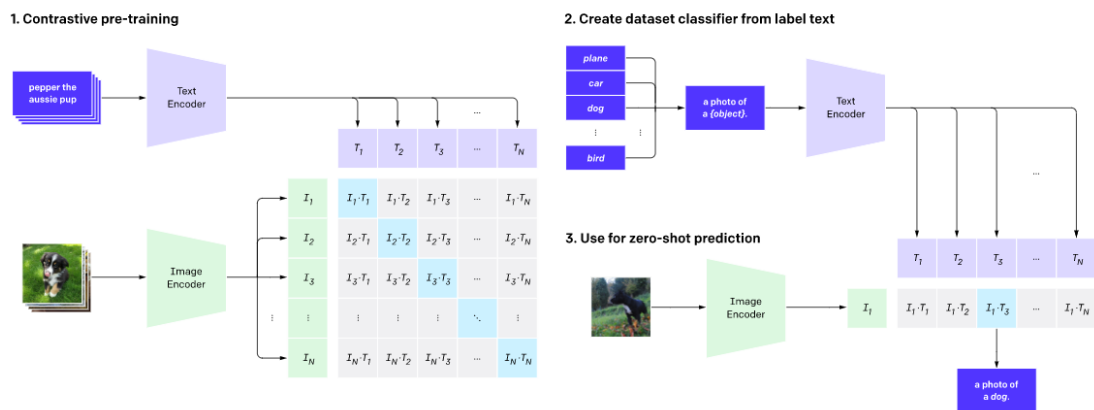 1. Contrastive pre-training
pepper the
aussie pup
Text
Encoder
...
T1 T2 T3 ... TN
I1 I1·T1 I1·T2 I1·T3 ... I1·TN
I2 I2·T1 I2·T2 I2·T3 ... I2·TN
Image
Encoder
I3 I3·T1 I3·T2 I3·T3 ... I3·TN
⋮ ⋮ ⋮ ⋮ ⋱ ⋮
IN IN·T1 IN·T2 IN·T3 ... IN·TN
2. Create dataset classifier from label text
plane
car
dog
⋮ ⋮
bird
a photo of
a {object}.
Text
Encoder
...
3. Use for zero-shot prediction
T1 T2 T3 ... TN
Image
Encoder
I1 I1·T1 I1·T2 I1·T3 ... I1·TN
a photo of
a dog.